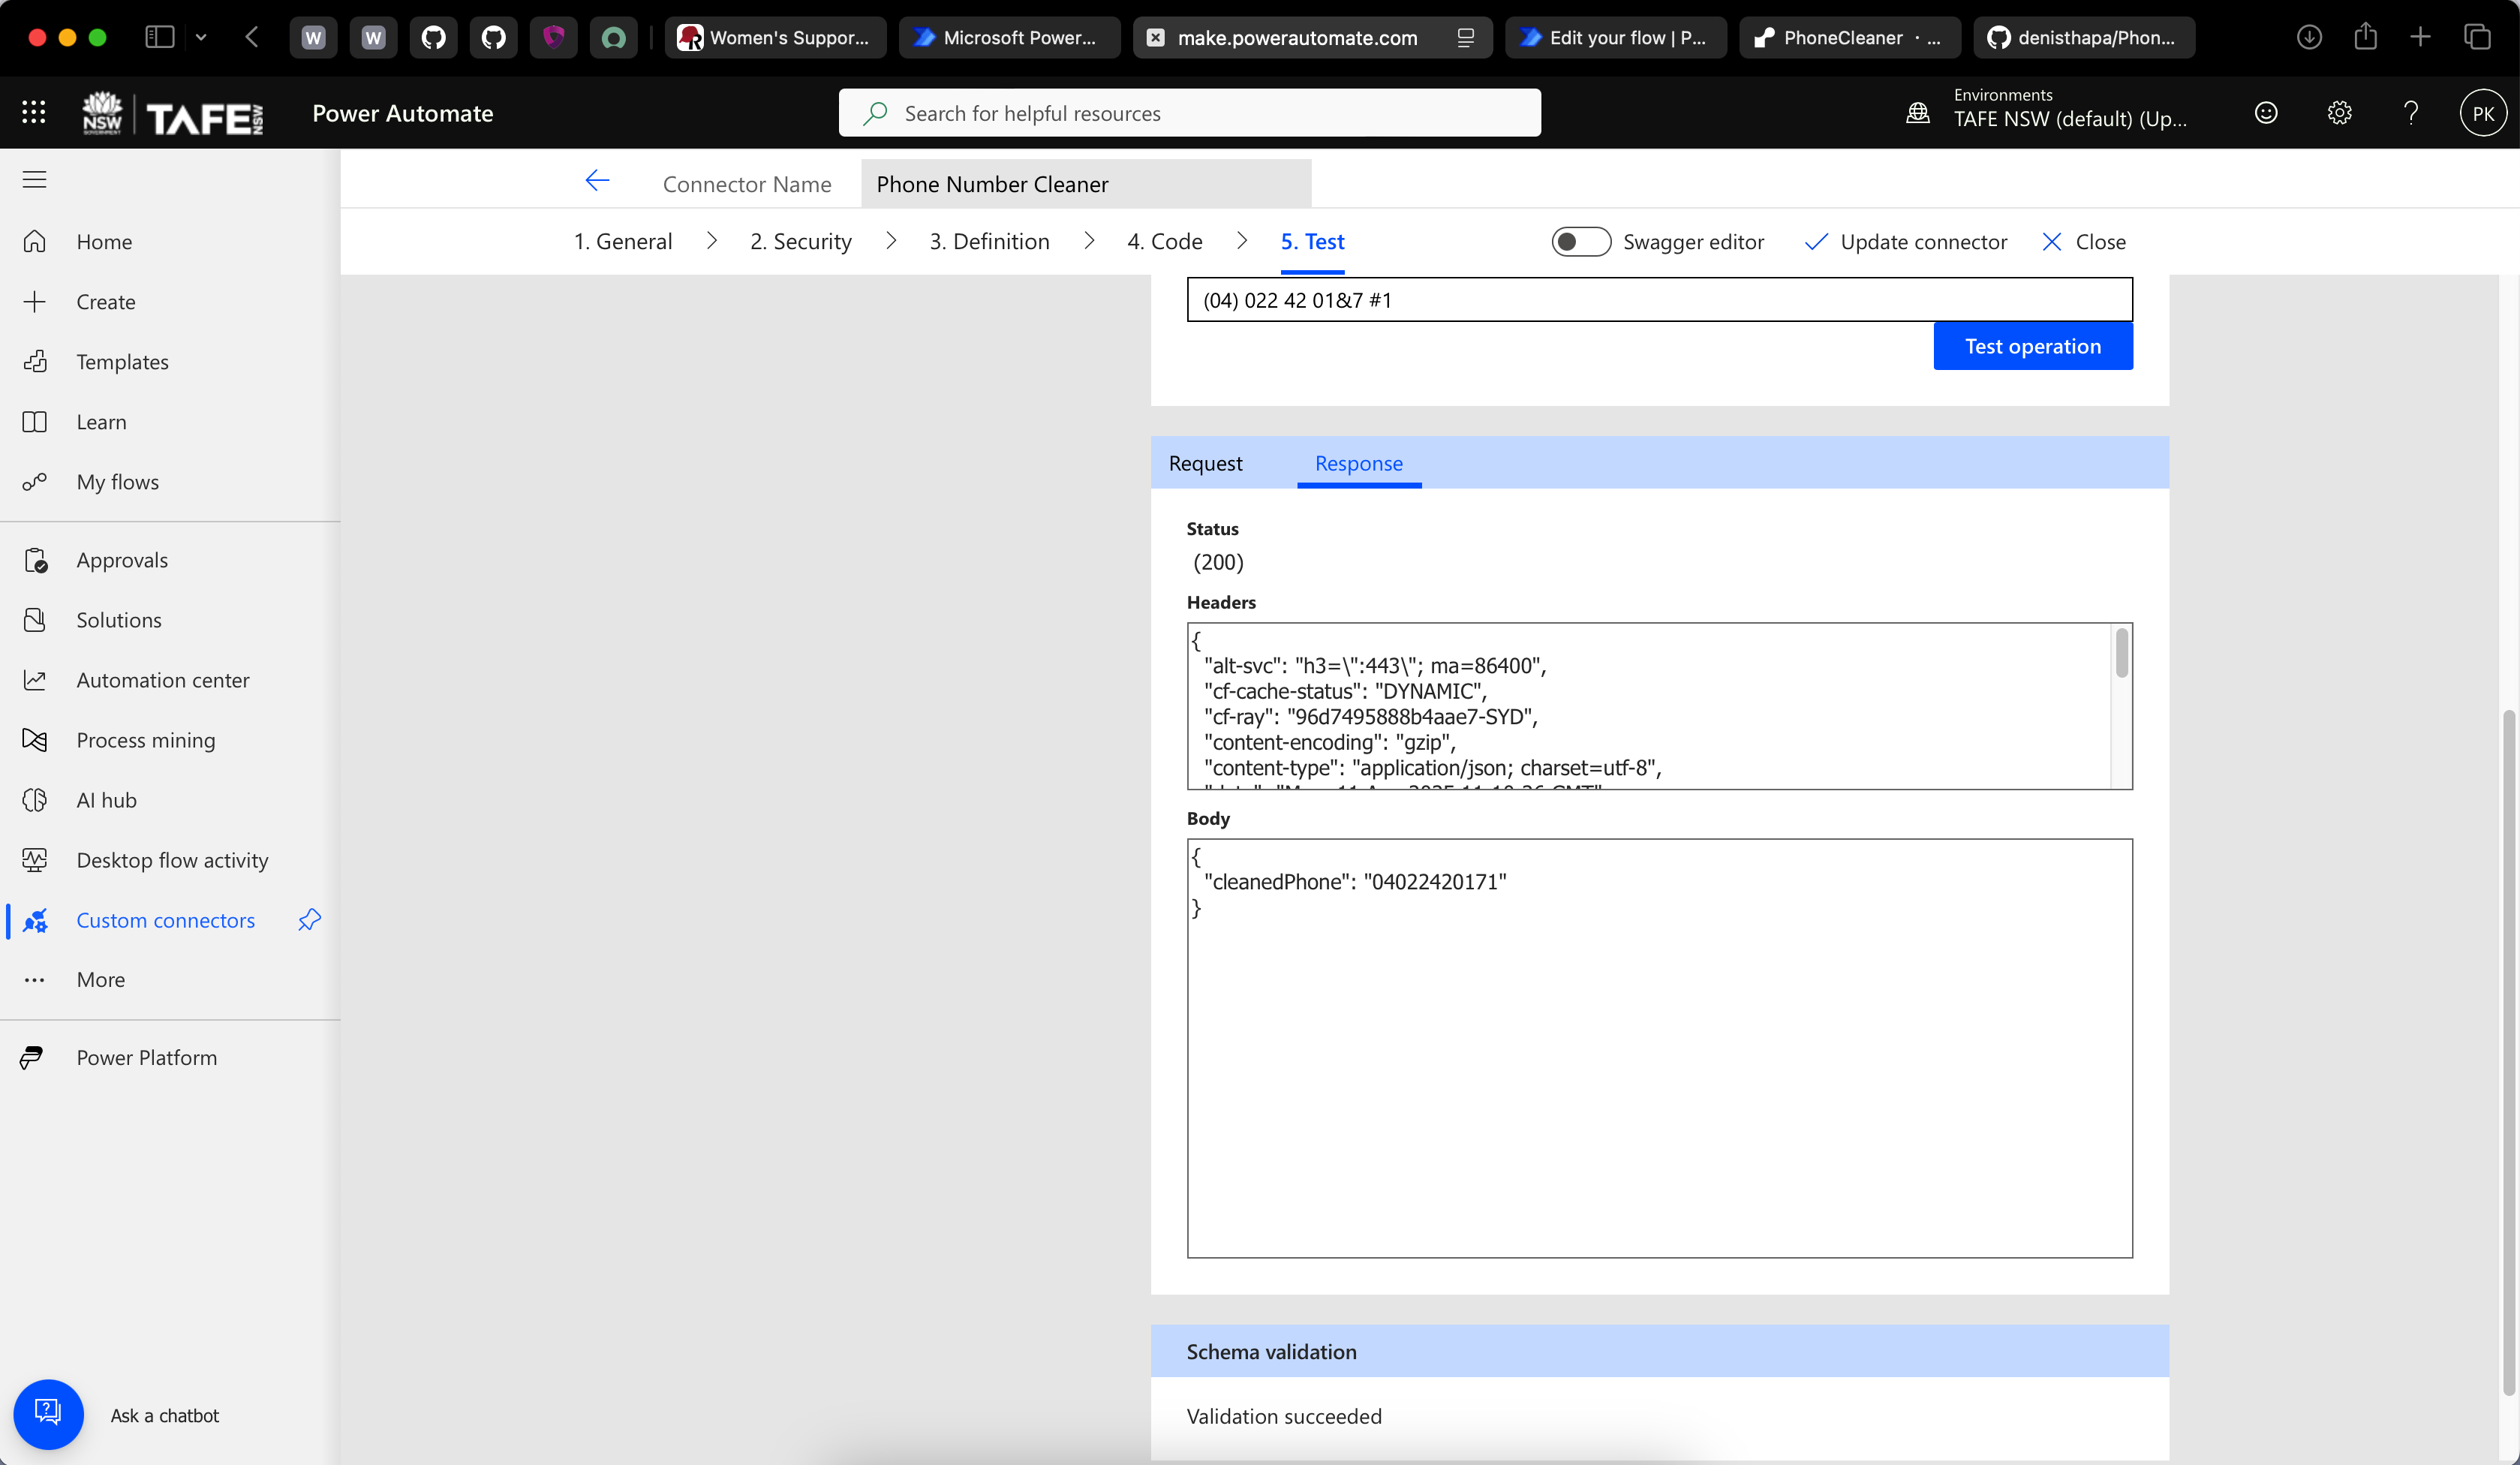 W
W
Women's Suppor...
Microsoft Power...
make.powerautomate.com
Edit your flow | P...
PhoneCleaner · ...
denisthapa/Phon...
NSW
GOVERNMENT
TAFE NSW
Power Automate
Search for helpful resources
Environments
TAFE NSW (default) (Up...
PK
Connector Name
Phone Number Cleaner
1. General
2. Security
3. Definition
4. Code
5. Test
Swagger editor
Update connector
Close
Home
Create
Templates
Learn
My flows
Approvals
Solutions
Automation center
Process mining
AI hub
Desktop flow activity
Custom connectors
More
Power Platform
Ask a chatbot
(04) 022 42 01&7 #1
Test operation
Request
Response
Status
(200)
Headers
{
"alt-svc": "h3=\":443\"; ma=86400",
"cf-cache-status": "DYNAMIC",
"cf-ray": "96d7495888b4aae7-SYD",
"content-encoding": "gzip",
"content-type": "application/json; charset=utf-8",
Body
{
"cleanedPhone": "04022420171"
}
Schema validation
Validation succeeded